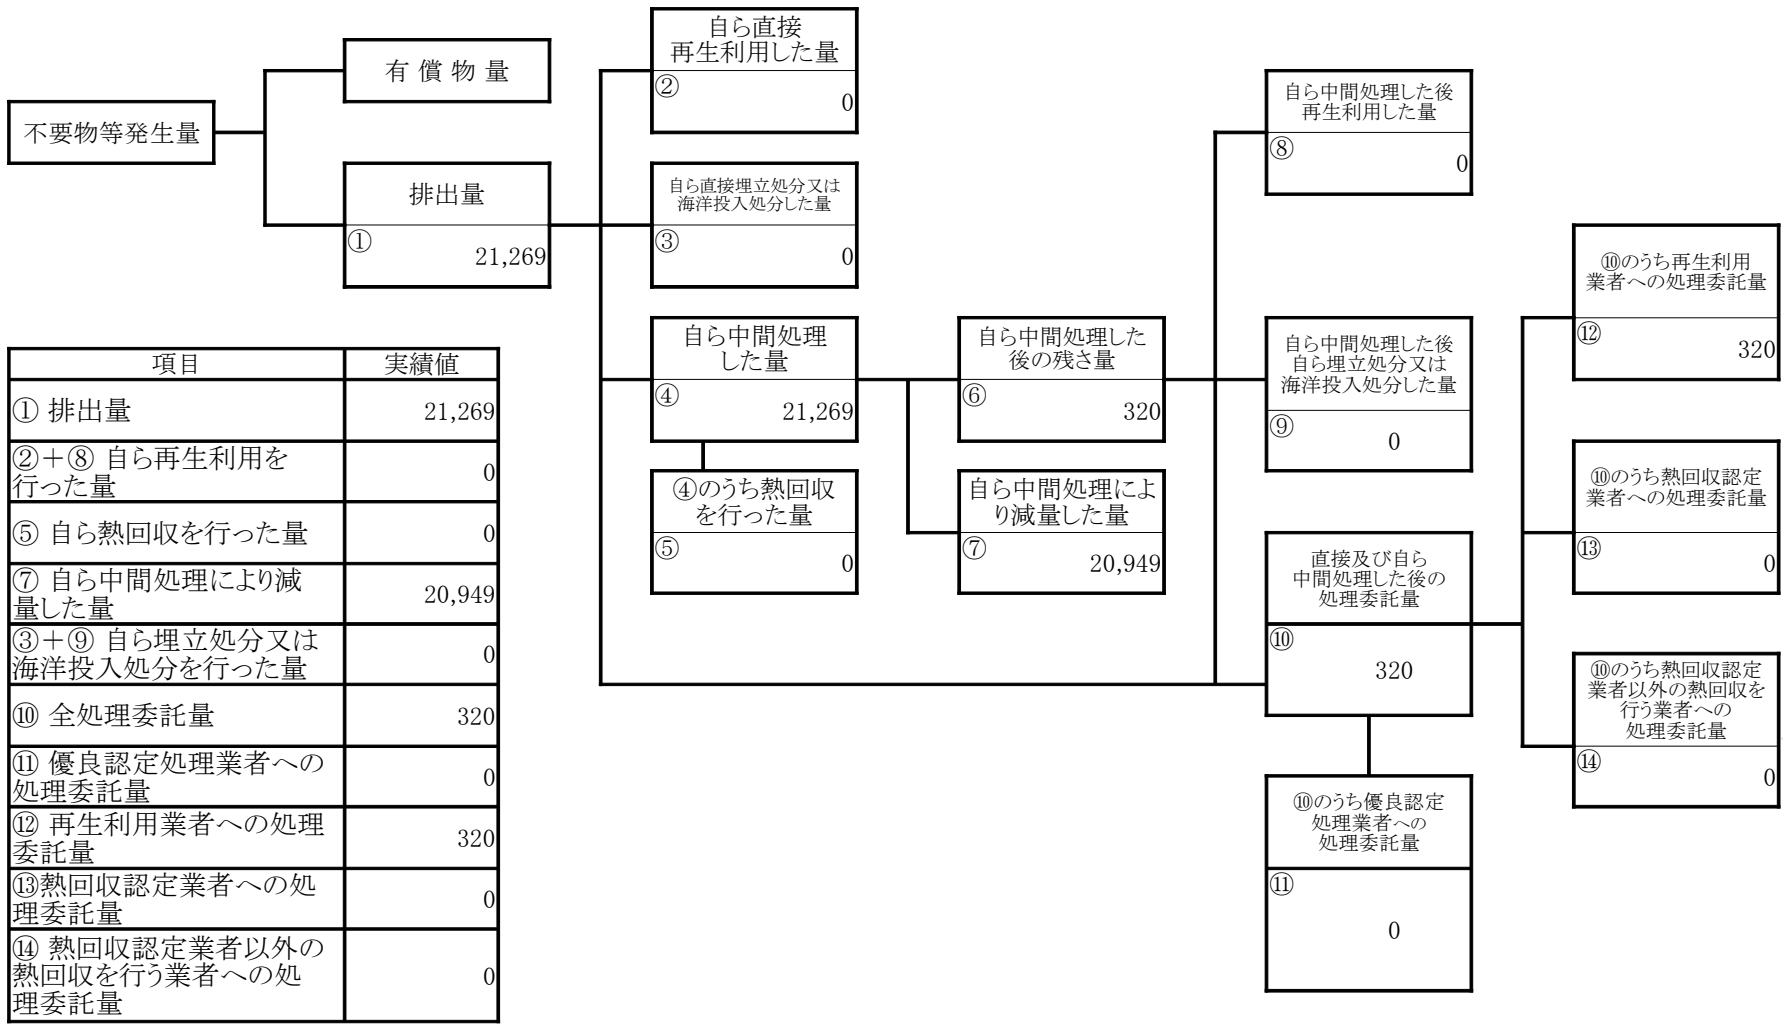 不要物等発生量
有 償 物 量
排出量
①
21,269
自ら直接
再生利用した量
②
0
自ら直接埋立処分又は
海洋投入処分した量
③
0
自ら中間処理
した量
④
21,269
④のうち熱回収
を行った量
⑤
0
自ら中間処理した
後の残さ量
⑥
320
自ら中間処理によ
り減量した量
⑦
20,949
自ら中間処理した後
再生利用した量
⑧
0
自ら中間処理した後
自ら埋立処分又は
海洋投入処分した量
⑨
0
直接及び自ら
中間処理した後の
処理委託量
⑩
320
⑩のうち優良認定
処理業者への
処理委託量
⑪
0
⑩のうち再生利用
業者への処理委託量
⑫
320
⑩のうち熱回収認定
業者への処理委託量
⑬
0
⑩のうち熱回収認定
業者以外の熱回収を
行う業者への
処理委託量
⑭
0
項目 実績値
① 排出量 21,269
②＋⑧ 自ら再生利用を
行った量 0
⑤ 自ら熱回収を行った量 0
⑦ 自ら中間処理により減
量した量 20,949
③＋⑨ 自ら埋立処分又は
海洋投入処分を行った量 0
⑩ 全処理委託量 320
⑪ 優良認定処理業者への
処理委託量 0
⑫ 再生利用業者への処理
委託量 320
⑬熱回収認定業者への処
理委託量 0
⑭ 熱回収認定業者以外の
熱回収を行う業者への処
理委託量 0